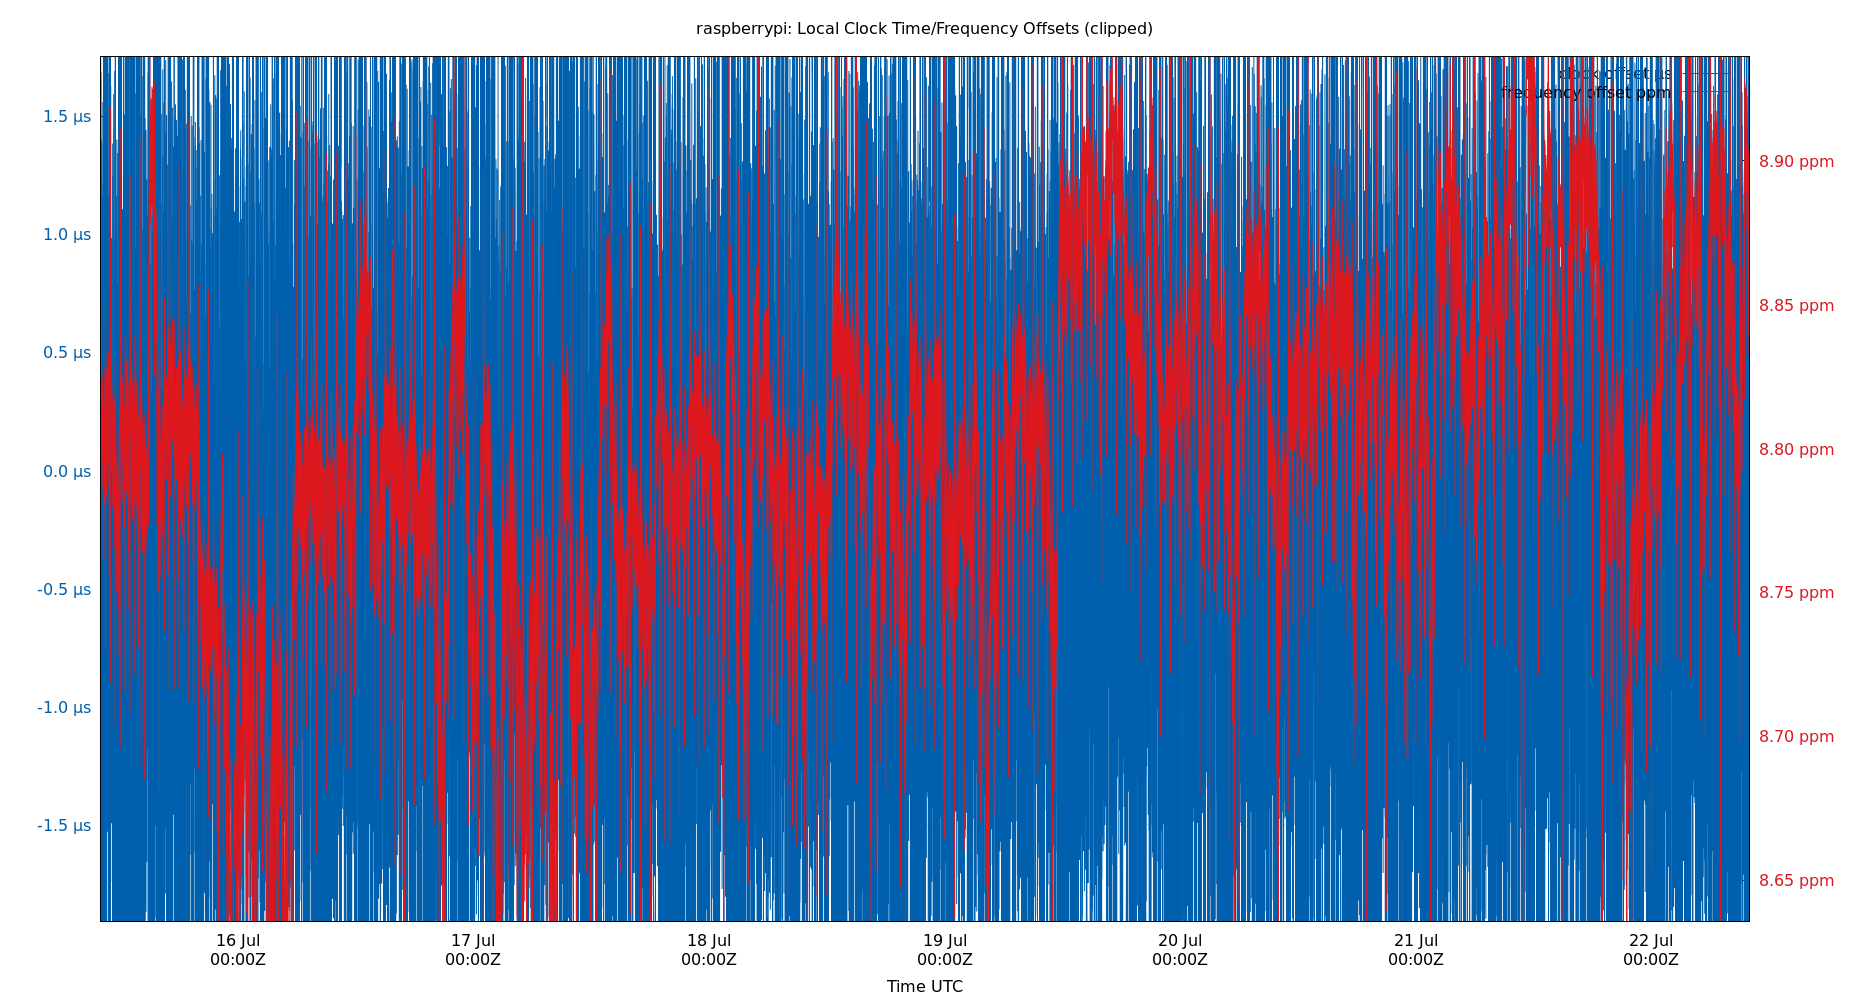 raspberrypi: Local Clock Time/Frequency Offsets (clipped)
clock offset µs
frequency offset ppm
1.5 µs
1.0 µs
0.5 µs
0.0 µs
-0.5 µs
-1.0 µs
-1.5 µs
8.90 ppm
8.85 ppm
8.80 ppm
8.75 ppm
8.70 ppm
8.65 ppm
16 Jul
00:00Z
17 Jul
00:00Z
18 Jul
00:00Z
19 Jul
00:00Z
20 Jul
00:00Z
21 Jul
00:00Z
22 Jul
00:00Z
Time UTC